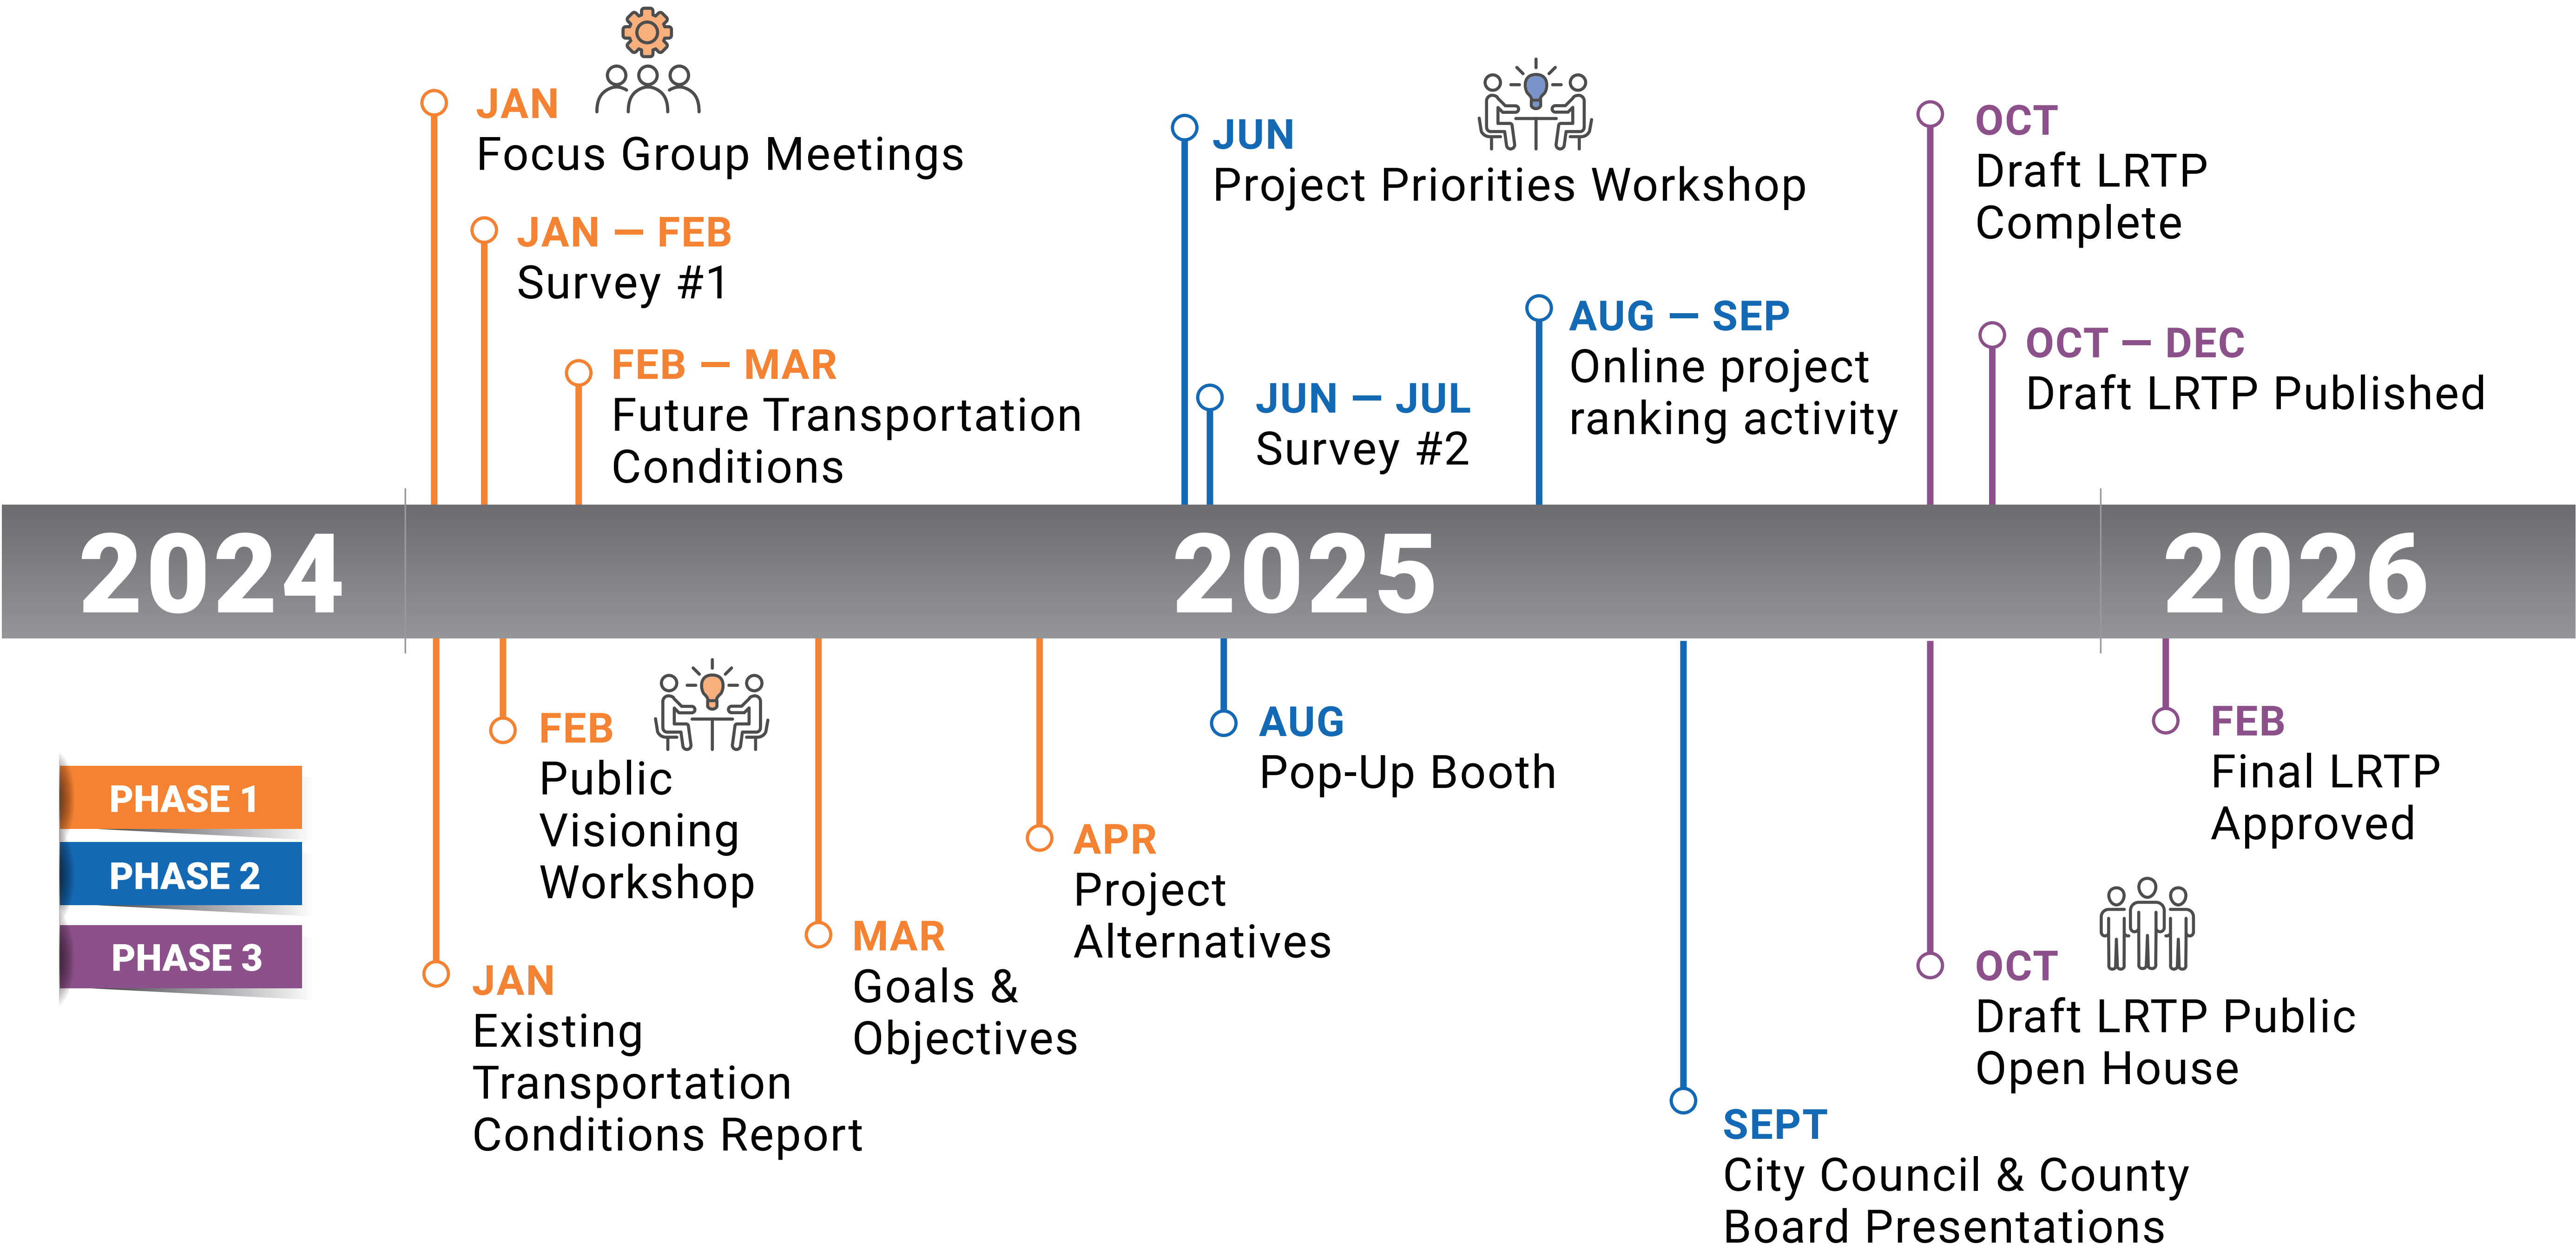 JAN
Focus Group Meetings
JAN – FEB
Survey #1
FEB – MAR
Future Transportation
Conditions
JUN
Project Priorities Workshop
JUN – JUL
Survey #2
AUG – SEP
Online project
ranking activity
OCT
Draft LRTP
Complete
OCT – DEC
Draft LRTP Published
2024
2025
2026
PHASE 1
PHASE 2
PHASE 3
JAN
Existing
Transportation
Conditions Report
FEB
Public
Visioning
Workshop
MAR
Goals &
Objectives
APR
Project
Alternatives
AUG
Pop-Up Booth
SEPT
City Council & County
Board Presentations
OCT
Draft LRTP Public
Open House
FEB
Final LRTP
Approved